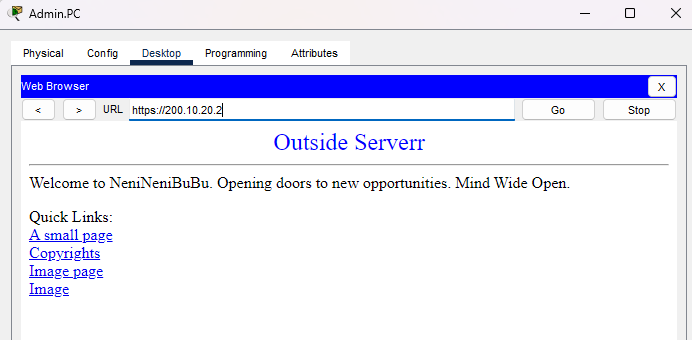 Admin.PC
Physical Config Desktop Programming Attributes
Web Browser X
< > URL https://200.10.20.2 Go Stop
Outside Serverr
Welcome to NeniNeniBuBu. Opening doors to new opportunities. Mind Wide Open.
Quick Links:
A small page
Copyrights
Image page
Image